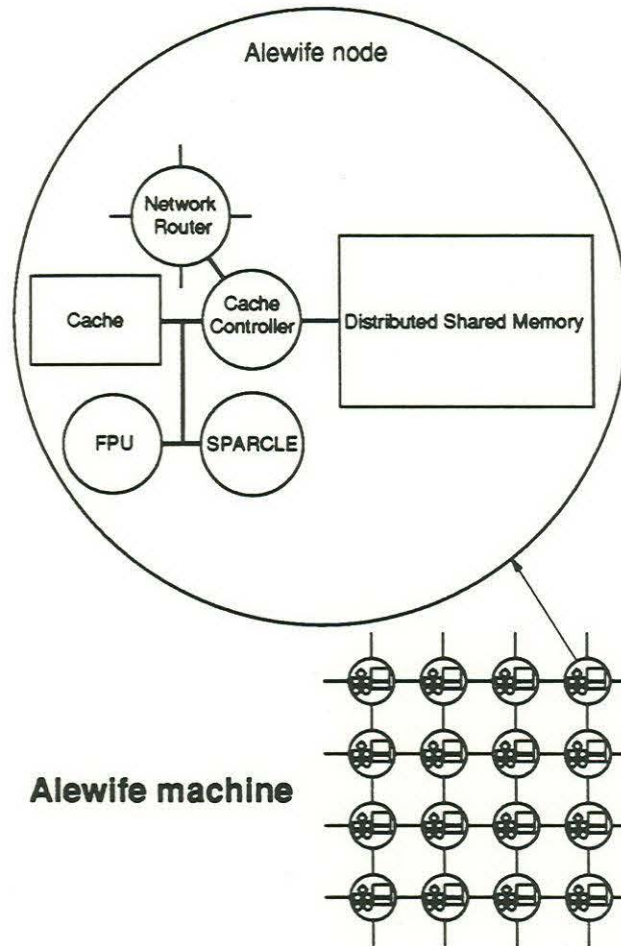 Alewife node
Network
Router
Cache
Cache
Controller
Distributed Shared Memory
FPU
SPARCLE
Alewife machine